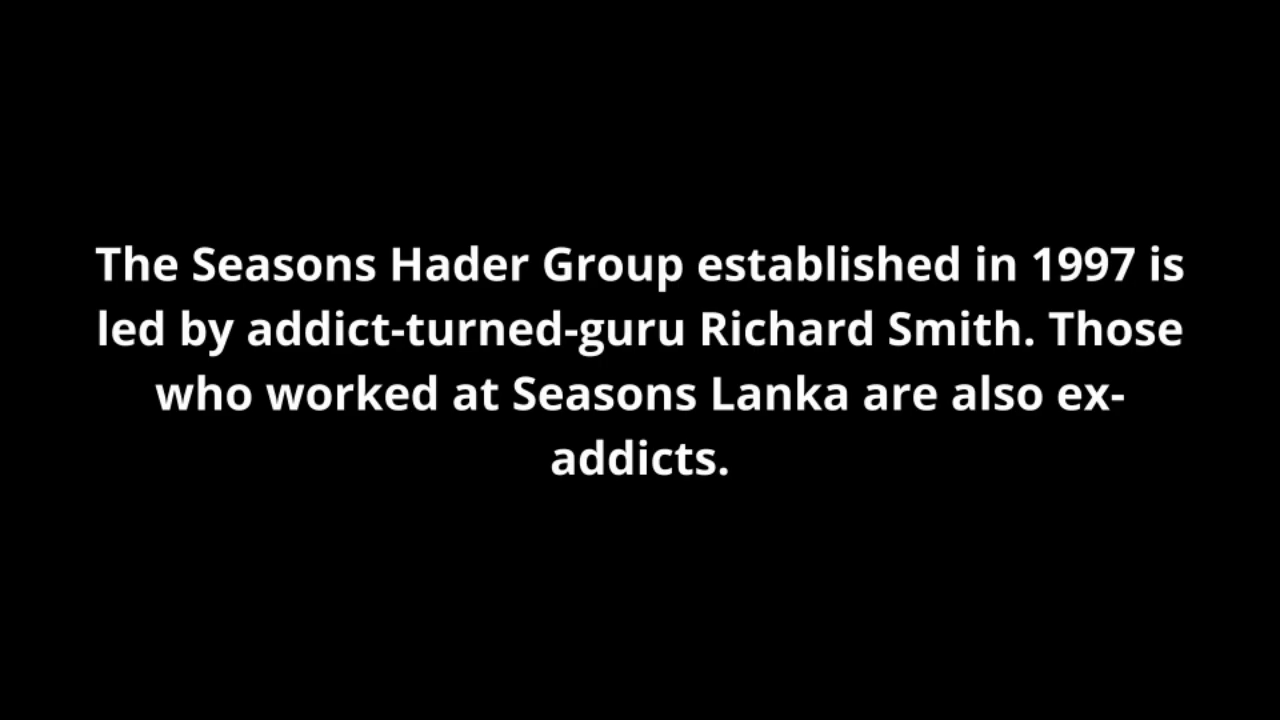 The Seasons Hader Group established in 1997 is
led by addict-turned-guru Richard Smith. Those
who worked at Seasons Lanka are also ex-
addicts.